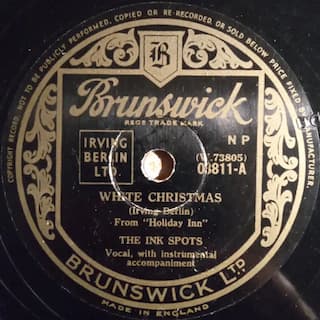 NOT TO BE PUBLICLY PERFORMED, COPIED OR RE-RECORDED OR SOLD BELOW PRICE FIXED BY MANUFACTURER.
COPYRIGHT RECORD
B
Brunswick
REGD TRADE MARK
IRVING
BERLIN
LTD.
N P
(W.73805)
03811-A
WHITE CHRISTMAS
(Irving Berlin)
From "Holiday Inn"
THE INK SPOTS
Vocal, with instrumental
accompaniment
BRUNSWICK LTD
MADE IN ENGLAND